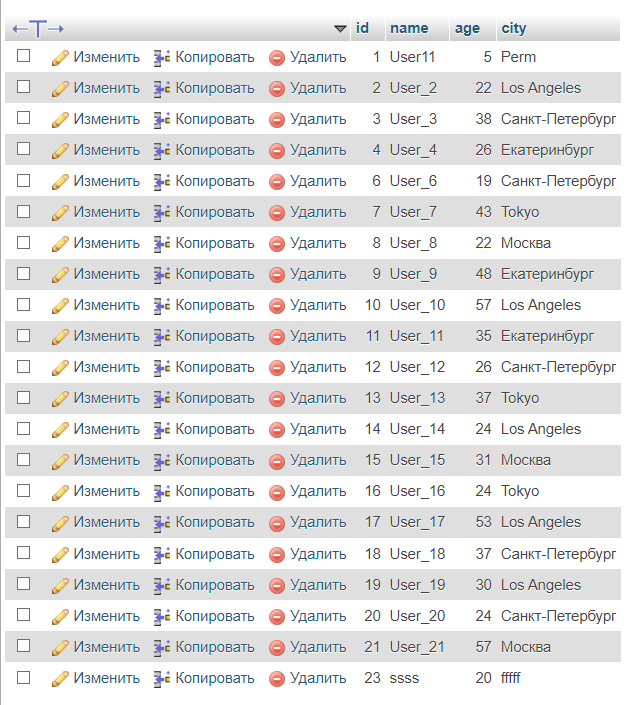 id name age city
Изменить Копировать Удалить 1 User11 5 Perm
Изменить Копировать Удалить 2 User_2 22 Los Angeles
Изменить Копировать Удалить 3 User_3 38 Санкт-Петербург
Изменить Копировать Удалить 4 User_4 26 Екатеринбург
Изменить Копировать Удалить 6 User_6 19 Санкт-Петербург
Изменить Копировать Удалить 7 User_7 43 Tokyo
Изменить Копировать Удалить 8 User_8 22 Москва
Изменить Копировать Удалить 9 User_9 48 Екатеринбург
Изменить Копировать Удалить 10 User_10 57 Los Angeles
Изменить Копировать Удалить 11 User_11 35 Екатеринбург
Изменить Копировать Удалить 12 User_12 26 Санкт-Петербург
Изменить Копировать Удалить 13 User_13 37 Tokyo
Изменить Копировать Удалить 14 User_14 24 Los Angeles
Изменить Копировать Удалить 15 User_15 31 Москва
Изменить Копировать Удалить 16 User_16 24 Tokyo
Изменить Копировать Удалить 17 User_17 53 Los Angeles
Изменить Копировать Удалить 18 User_18 37 Санкт-Петербург
Изменить Копировать Удалить 19 User_19 30 Los Angeles
Изменить Копировать Удалить 20 User_20 24 Санкт-Петербург
Изменить Копировать Удалить 21 User_21 57 Москва
Изменить Копировать Удалить 23 ssss 20 fffff